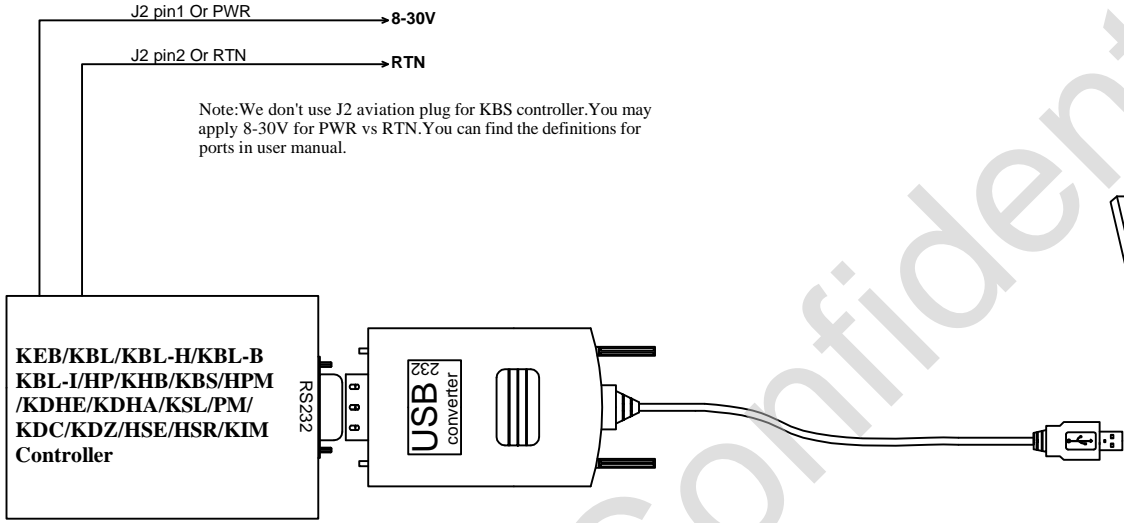 J2 pin1 Or PWR
8-30V
J2 pin2 Or RTN
RTN
Note:We don't use J2 aviation plug for KBS controller.You may
apply 8-30V for PWR vs RTN.You can find the definitions for
ports in user manual.
KEB/KBL/KBL-H/KBL-B
KBL-I/HP/KHB/KBS/HPM
/KDHE/KDHA/KSL/PM/
KDC/KDZ/HSE/HSR/KIM
Controller
RS232
232
USB
converter
Confident